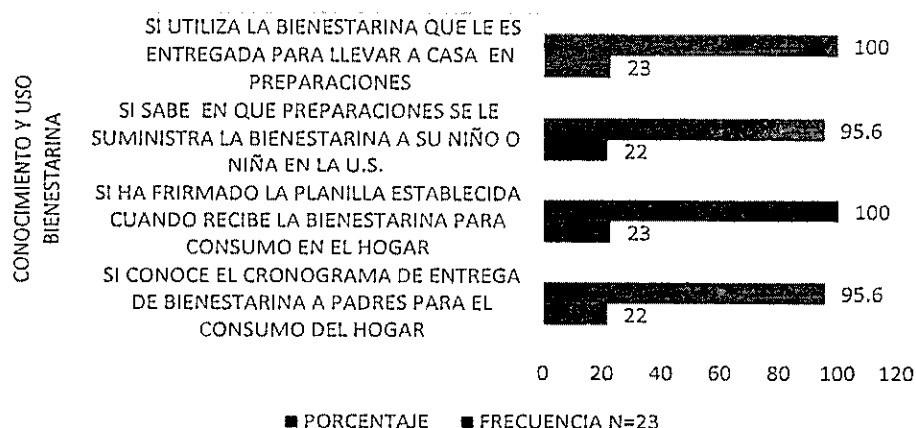 SI UTILIZA LA BIENESTARINA QUE LE ES
ENTREGADA PARA LLEVAR A CASA EN
PREPARACIONES
100
23
SI SABE EN QUE PREPARACIONES SE LE
SUMINISTRA LA BIENESTARINA A SU NIÑO O
NIÑA EN LA U.S.
95.6
22
SI HA FRIRMADO LA PLANILLA ESTABLECIDA
CUANDO RECIBE LA BIENESTARINA PARA
CONSUMO EN EL HOGAR
100
23
SI CONOCE EL CRONOGRAMA DE ENTREGA
DE BIENESTARINA A PADRES PARA EL
CONSUMO DEL HOGAR
95.6
22
CONOCIMIENTO Y USO
BIENESTARINA
0 20 40 60 80 100 120
PORCENTAJE FRECUENCIA N=23